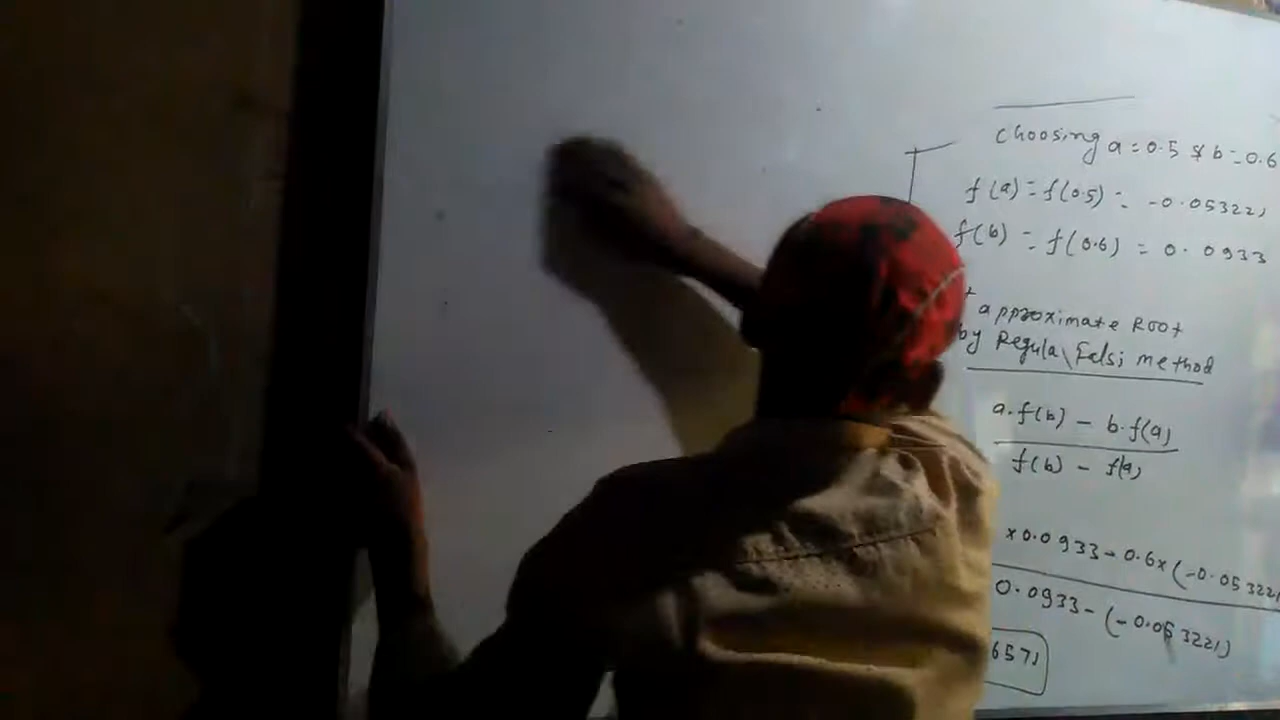 choosing a = 0.5 & b = 0.6
f(a) = f(0.5) = -0.053221
f(b) = f(0.6) = 0.0933
approximate Root
by Regula Falsi method
a.f(b) - b.f(a)
f(b) - f(a)
x 0.0933 - 0.6x(-0.053221
0.0933 - (-0.053221)
6571